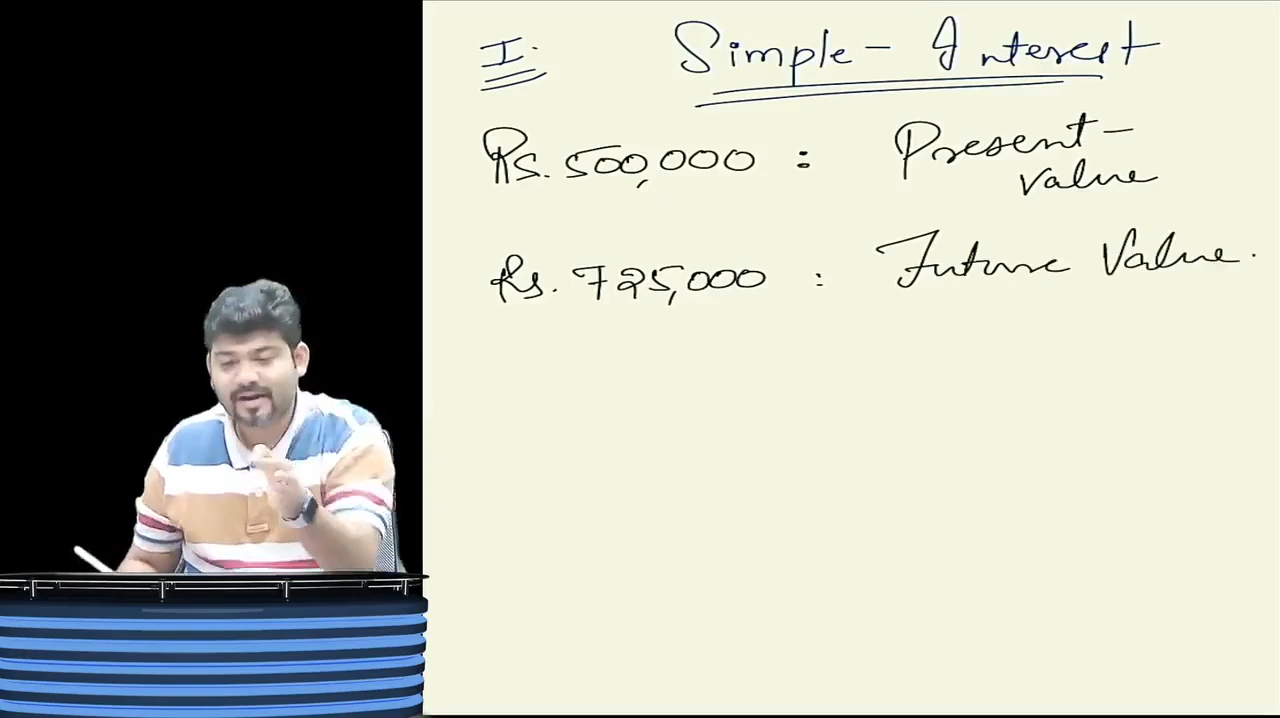 I. Simple-Interest
Rs. 500,000 : Present-
value
Rs. 725,000 : Future Value.